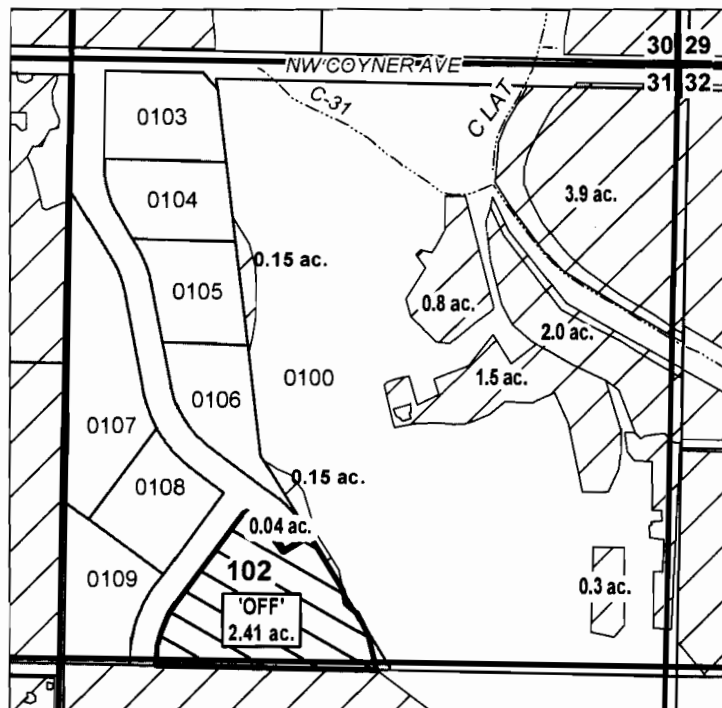 30 29
NW COYNER AVE
31 32
C-31
C LAT
0103
3.9 ac.
0104
0.15 ac.
0105
0.8 ac.
2.0 ac.
0100
1.5 ac.
0106
0107
0.15 ac.
0108
0.04 ac.
102
0109
0.3 ac.
'OFF'
2.41 ac.